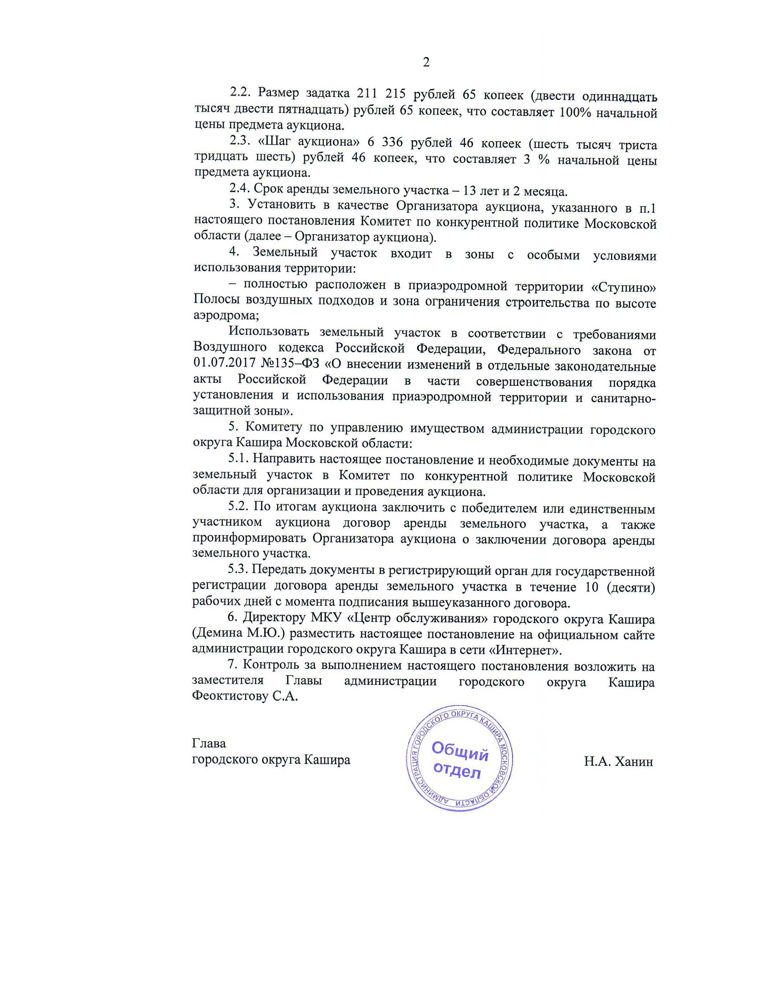 2
2.2. Размер задатка 211 215 рублей 65 копеек (двести одиннадцать
тысяч двести пятнадцать) рублей 65 копеек, что составляет 100% начальной
цены предмета аукциона.
2.3. «Шаг аукциона» 6 336 рублей 46 копеек (шесть тысяч триста
тридцать шесть) рублей 46 копеек, что составляет 3 % начальной цены
предмета аукциона.
2.4. Срок аренды земельного участка – 13 лет и 2 месяца.
3. Установить в качестве Организатора аукциона, указанного в п.1
настоящего постановления Комитет по конкурентной политике Московской
области (далее – Организатор аукциона).
4. Земельный участок входит в зоны с особыми условиями
использования территории:
– полностью расположен в приаэродромной территории «Ступино»
Полосы воздушных подходов и зона ограничения строительства по высоте
аэродрома;
Использовать земельный участок в соответствии с требованиями
Воздушного кодекса Российской Федерации, Федерального закона от
01.07.2017 №135–ФЗ «О внесении изменений в отдельные законодательные
акты Российской Федерации в части совершенствования порядка
установления и использования приаэродромной территории и санитарно-
защитной зоны».
5. Комитету по управлению имуществом администрации городского
округа Кашира Московской области:
5.1. Направить настоящее постановление и необходимые документы на
земельный участок в Комитет по конкурентной политике Московской
области для организации и проведения аукциона.
5.2. По итогам аукциона заключить с победителем или единственным
участником аукциона договор аренды земельного участка, а также
проинформировать Организатора аукциона о заключении договора аренды
земельного участка.
5.3. Передать документы в регистрирующий орган для государственной
регистрации договора аренды земельного участка в течение 10 (десяти)
рабочих дней с момента подписания вышеуказанного договора.
6. Директору МКУ «Центр обслуживания» городского округа Кашира
(Демина М.Ю.) разместить настоящее постановление на официальном сайте
администрации городского округа Кашира в сети «Интернет».
7. Контроль за выполнением настоящего постановления возложить на
заместителя Главы администрации городского округа Кашира
Феоктистову С.А.
Глава
городского округа Кашира
Н.А. Ханин
АДМИНИСТРАЦИЯ ГОРОДСКОГО ОКРУГА КАШИРА МОСКОВСКОЙ ОБЛАСТИ
Общий
отдел